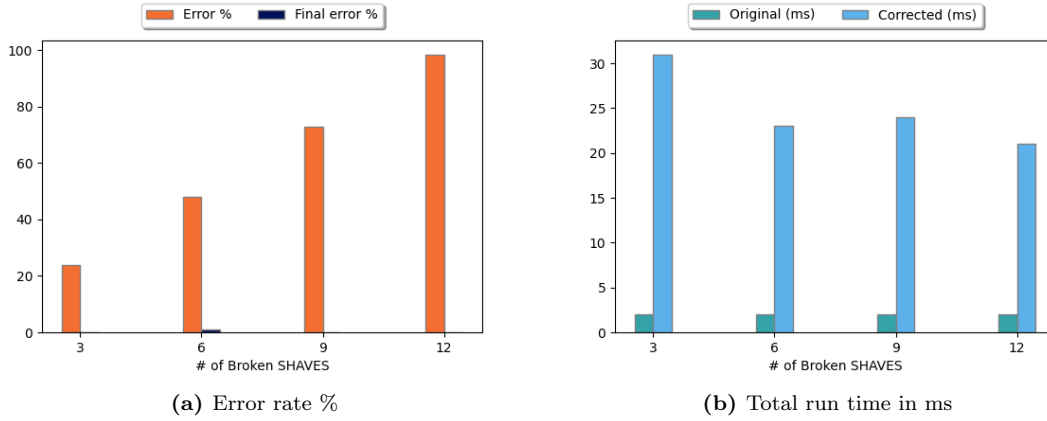 Error %
Final error %
100
80
60
40
20
0
3
6
9
12
# of Broken SHAVES
(a) Error rate %
Original (ms)
Corrected (ms)
30
25
20
15
10
5
0
3
6
9
12
# of Broken SHAVES
(b) Total run time in ms